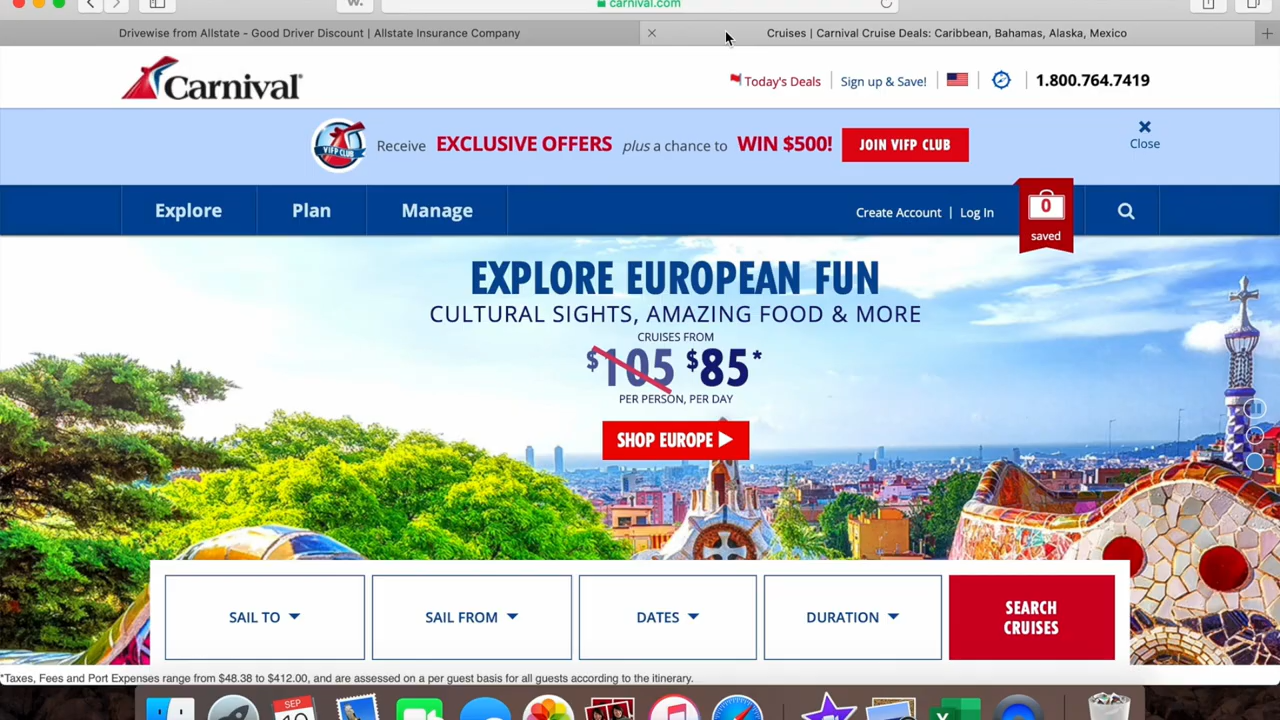 carnival.com
Drivewise from Allstate - Good Driver Discount | Allstate Insurance Company
Cruises | Carnival Cruise Deals: Caribbean, Bahamas, Alaska, Mexico
Carnival
Today's Deals
Sign up & Save!
1.800.764.7419
VIFP CLUB
Receive EXCLUSIVE OFFERS plus a chance to WIN $500!
JOIN VIFP CLUB
Close
Explore
Plan
Manage
Create Account | Log In
0
saved
EXPLORE EUROPEAN FUN
CULTURAL SIGHTS, AMAZING FOOD & MORE
CRUISES FROM
$105 $85*
PER PERSON, PER DAY
SHOP EUROPE
SAIL TO
SAIL FROM
DATES
DURATION
SEARCH
CRUISES
*Taxes, Fees and Port Expenses range from $48.38 to $412.00, and are assessed on a per guest basis for all guests according to the itinerary.
SEP